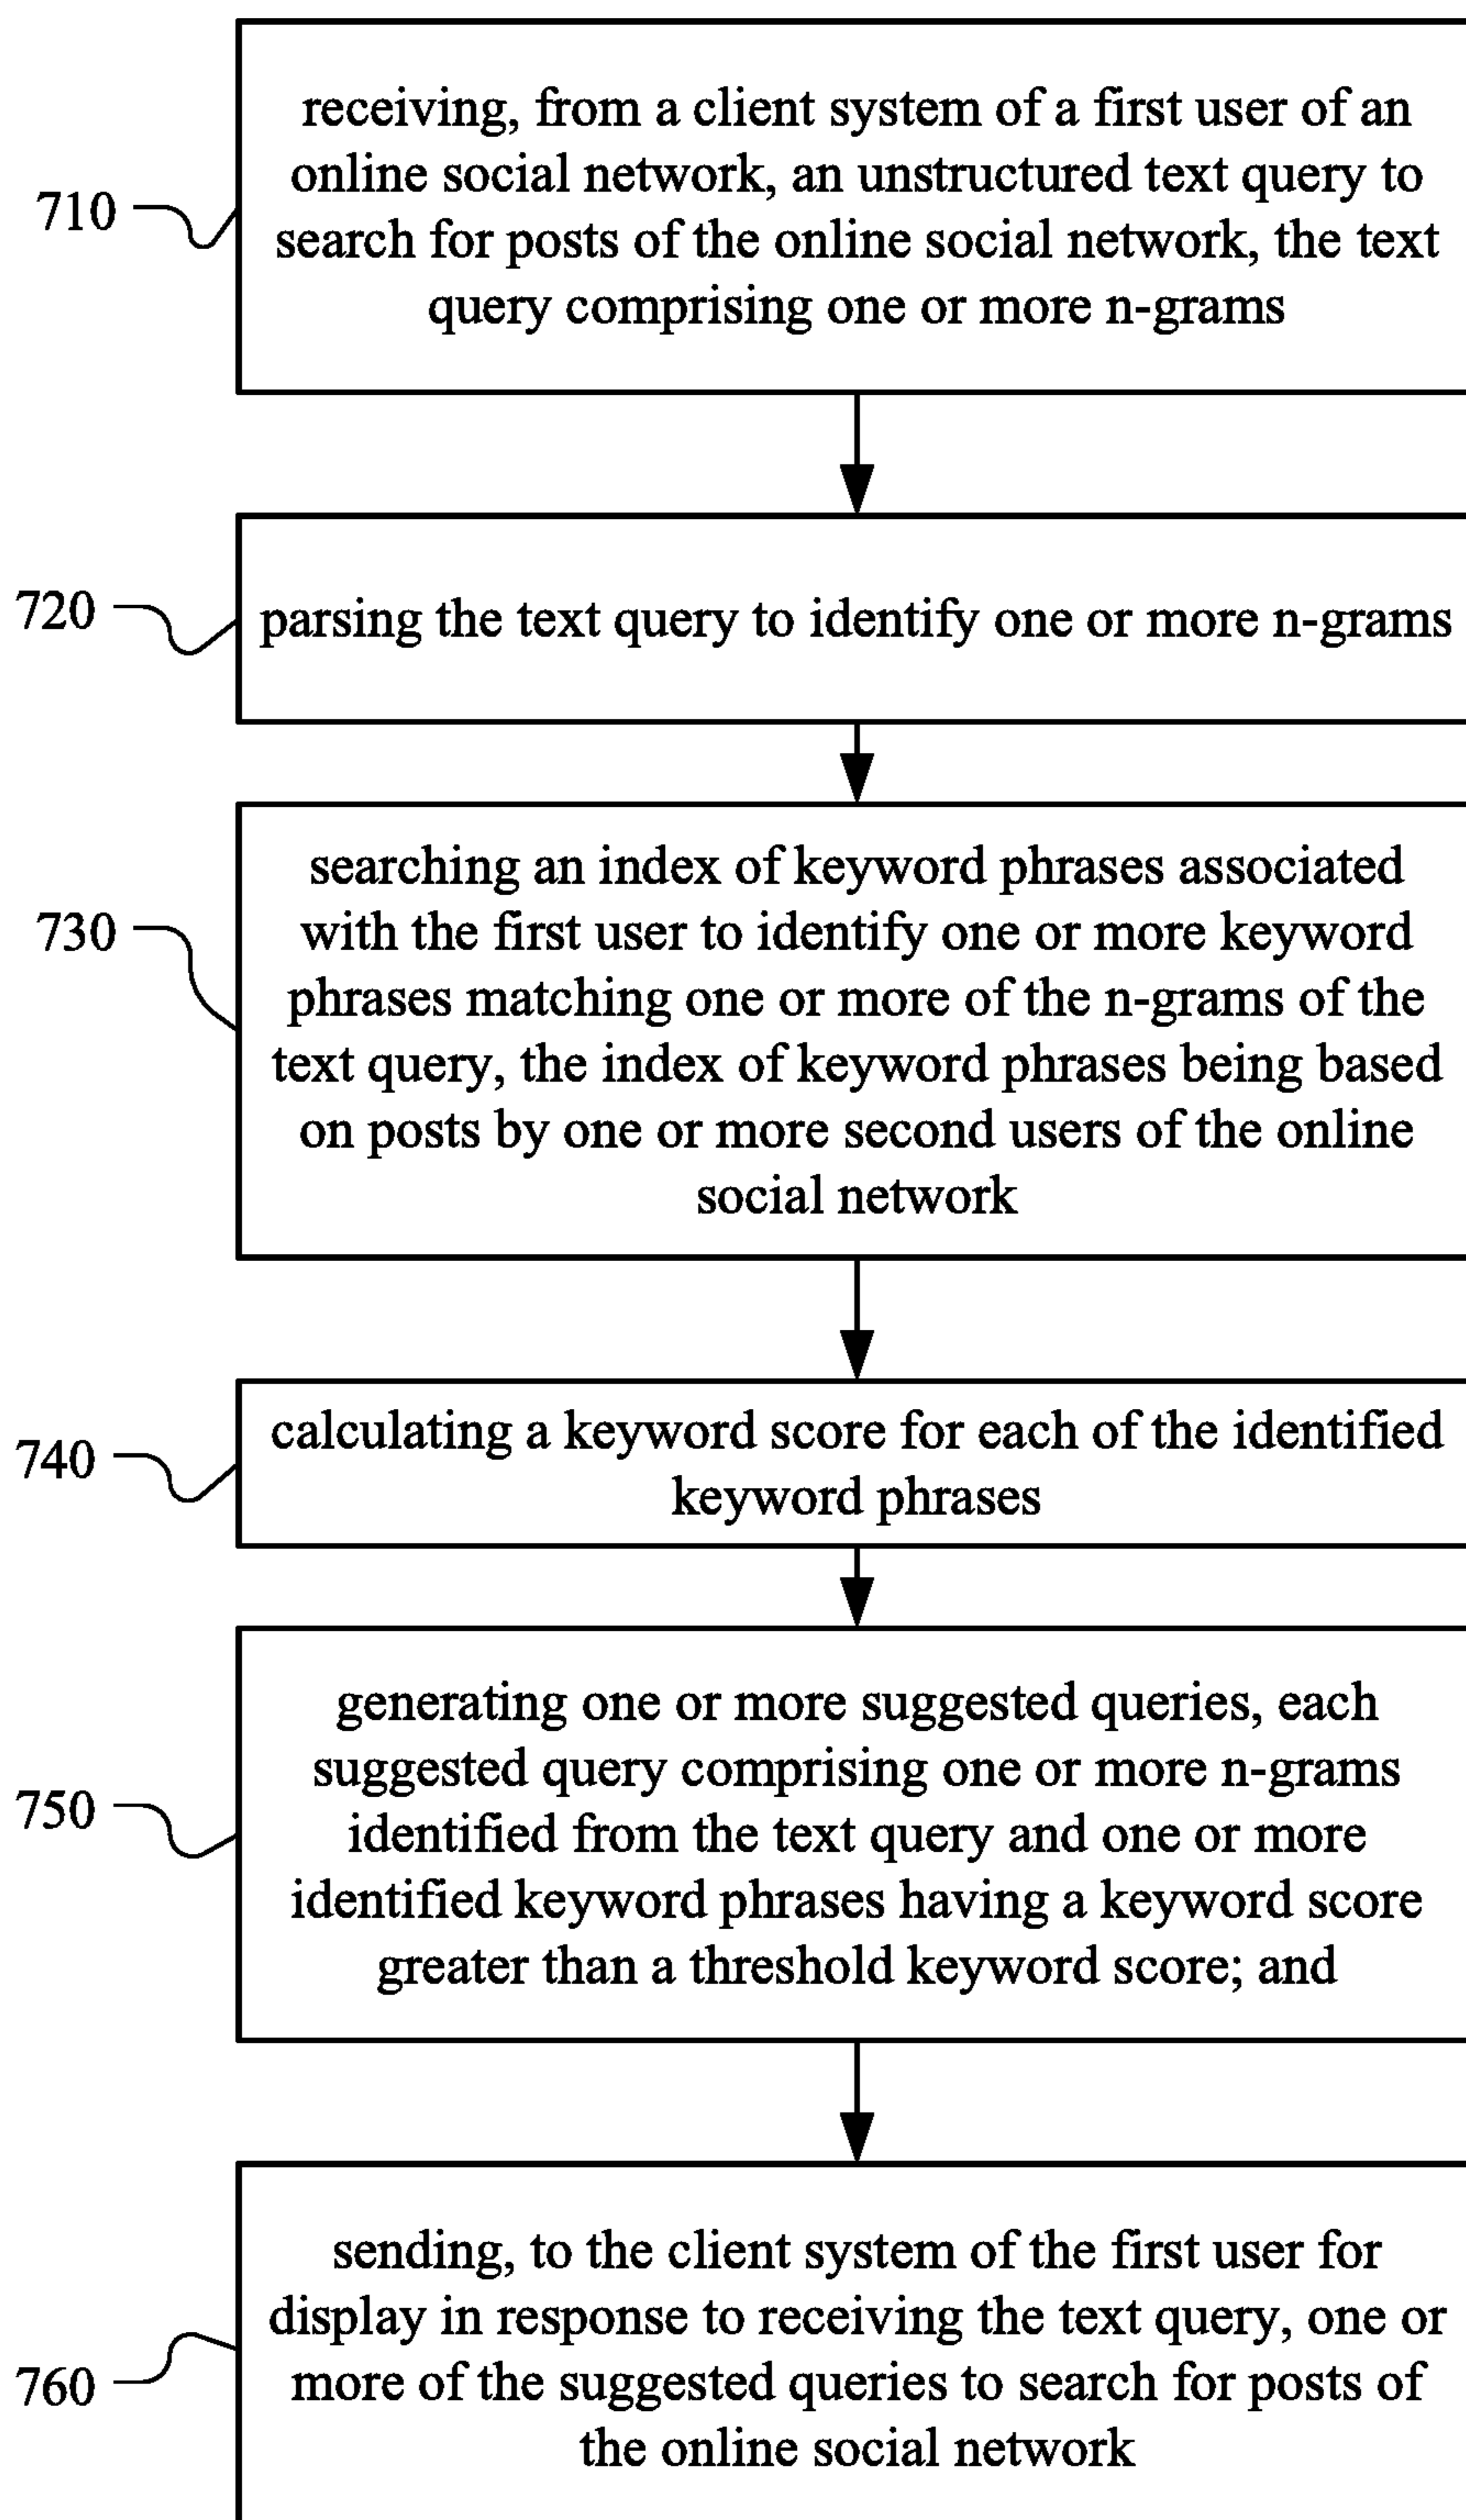 receiving, from a client system of a first user of an
online social network, an unstructured text query to
search for posts of the online social network, the text
query comprising one or more n-grams
710
720
parsing the text query to identify one or more n-grams
searching an index of keyword phrases associated
with the first user to identify one or more keyword
phrases matching one or more of the n-grams of the
text query, the index of keyword phrases being based
on posts by one or more second users of the online
social network
730
calculating a keyword score for each of the identified
keyword phrases
740
generating one or more suggested queries, each
suggested query comprising one or more n-grams
identified from the text query and one or more
identified keyword phrases having a keyword score
greater than a threshold keyword score; and
750
sending, to the client system of the first user for
display in response to receiving the text query, one or
more of the suggested queries to search for posts of
the online social network
760